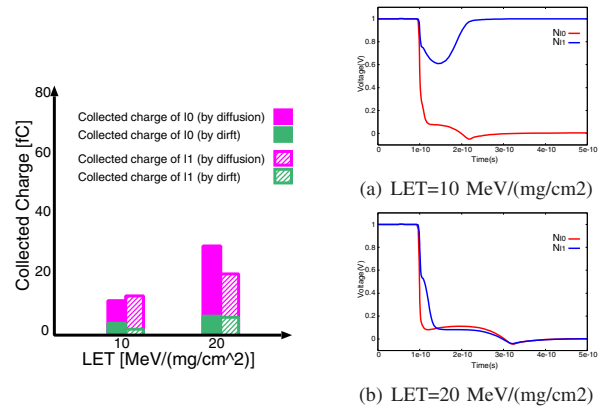 Collected Charge [fC]
80
60
40
20
0
Collected charge of I0 (by diffusion)
Collected charge of I0 (by dirft)
Collected charge of I1 (by diffusion)
Collected charge of I1 (by dirft)
10
20
LET [MeV/(mg/cm^2)]
Voltage(V)
1
0.8
0.6
0.4
0.2
0
NI0
NI1
0
1e-10
2e-10
3e-10
4e-10
5e-10
Time(s)
(a) LET=10 MeV/(mg/cm2)
Voltage(V)
1
0.8
0.6
0.4
0.2
0
NI0
NI1
0
1e-10
2e-10
3e-10
4e-10
5e-10
Time(s)
(b) LET=20 MeV/(mg/cm2)